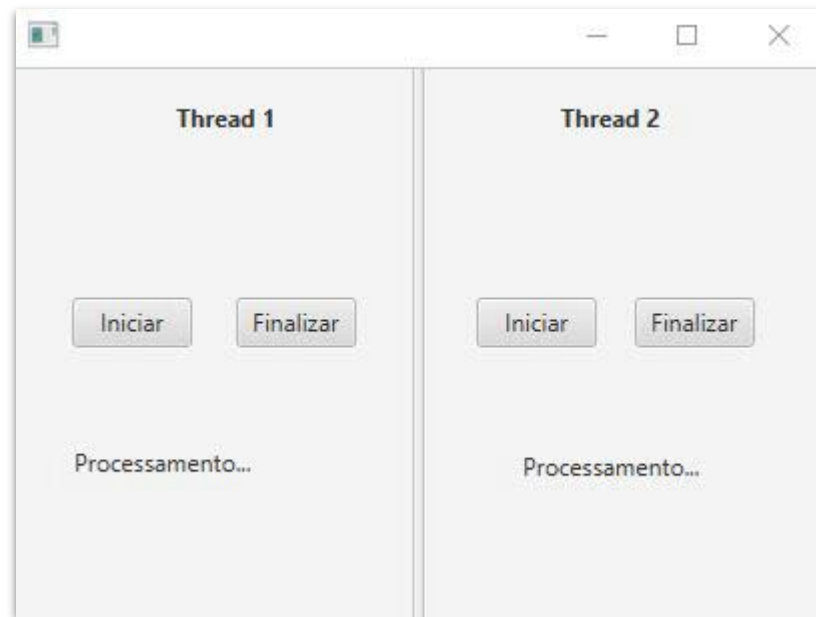 Thread 1
Iniciar Finalizar
Processamento...
Thread 2
Iniciar Finalizar
Processamento...